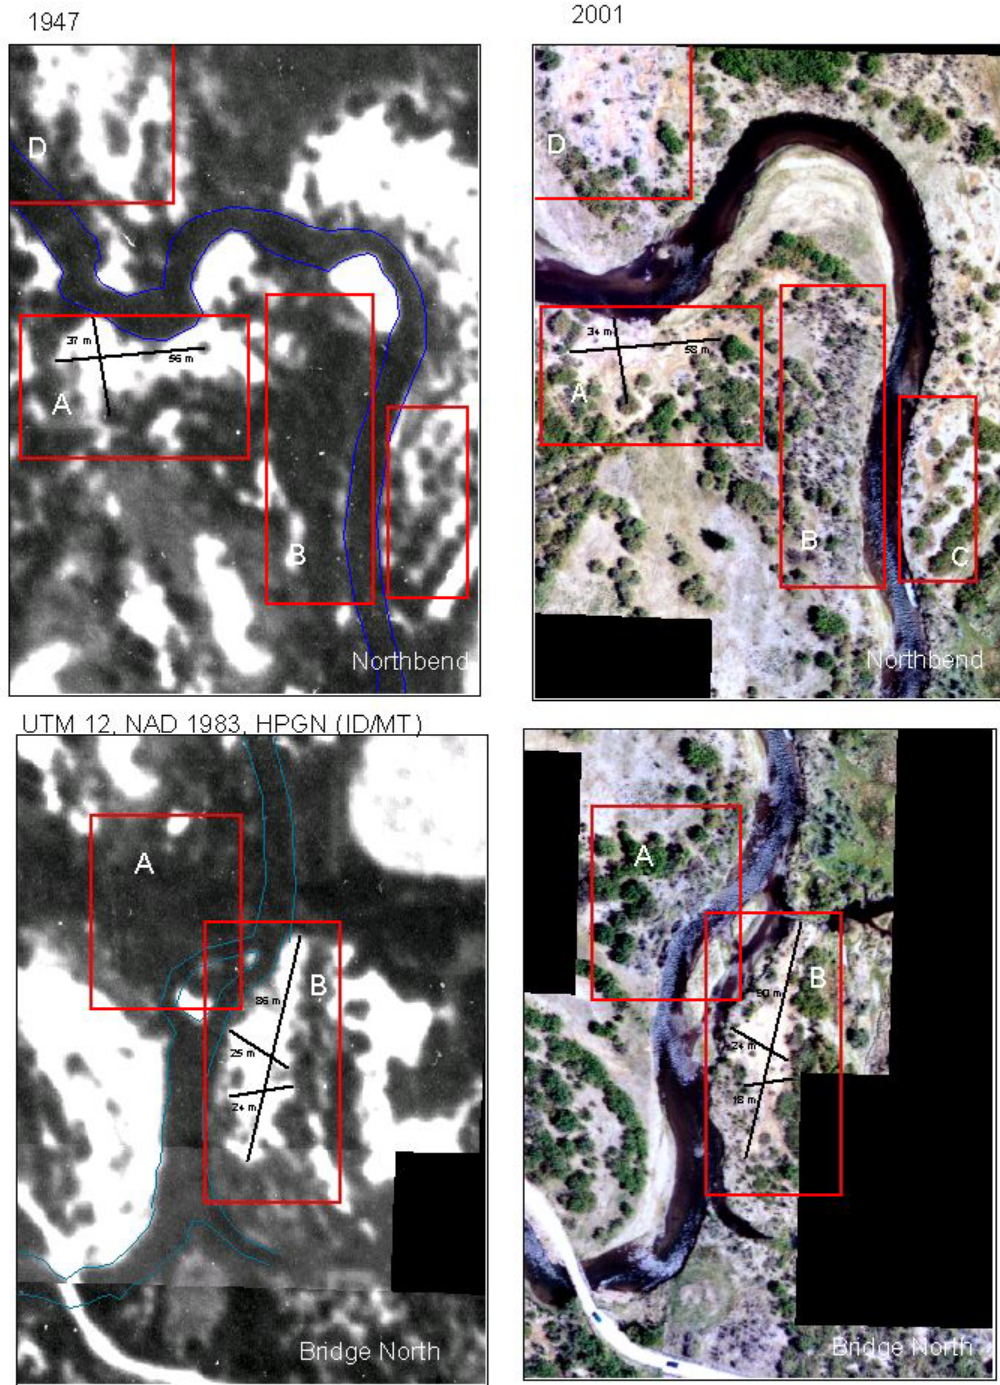 1947
2001
D
D
37 m
56 m
A
B
Northbend
34 m
58 m
A
B
C
Northbend
UTM 12, NAD 1983, HPGN (ID/MT)
A
B
86 m
25 m
24 m
Bridge North
A
B
90 m
24 m
18 m
Bridge North